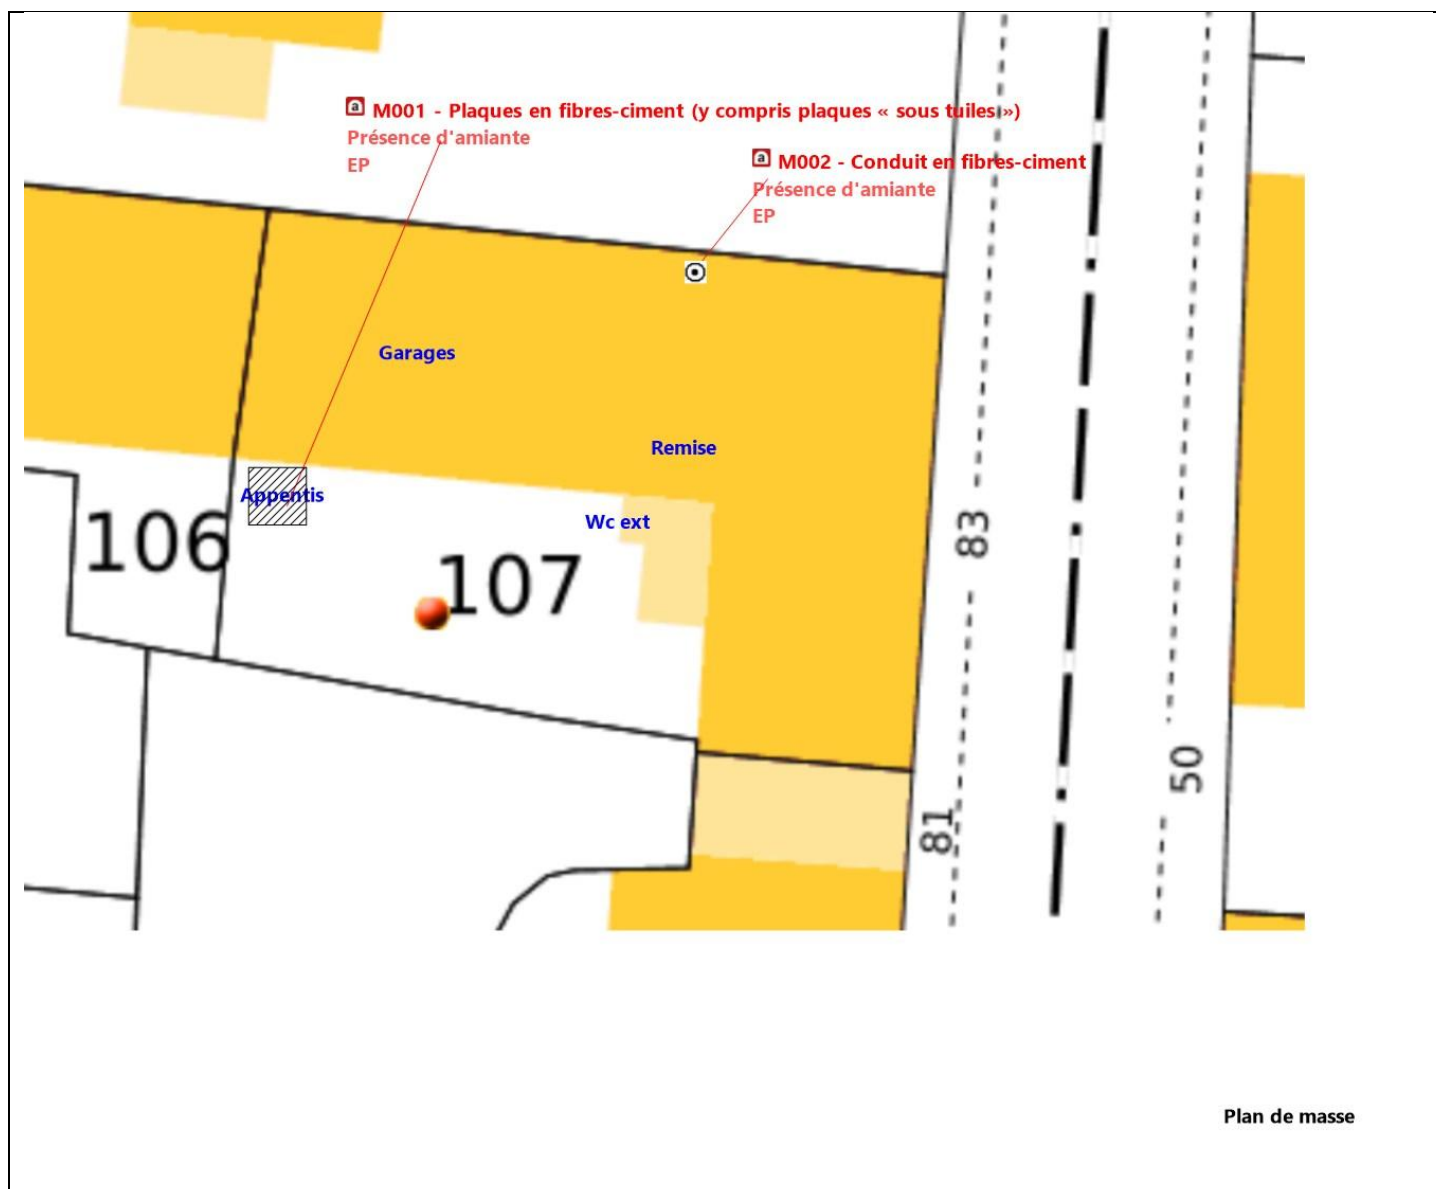 a M001 - Plaques en fibres-ciment (y compris plaques « sous tuiles »)
Présence d'amiante
EP
a M002 - Conduit en fibres-ciment
Présence d'amiante
EP
Garages
Remise
Appentis
Wc ext
106
107
83
81
50
Plan de masse